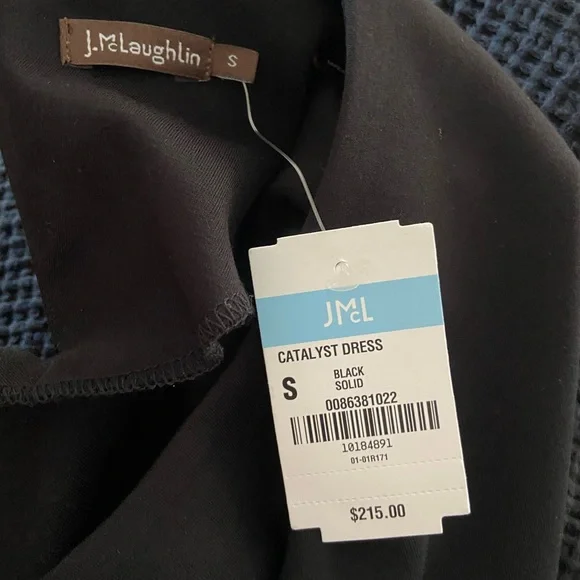 J.McLaughlin S
JMcL
CATALYST DRESS
S BLACK
SOLID
0086381022
10184891
01-01R171
$215.00